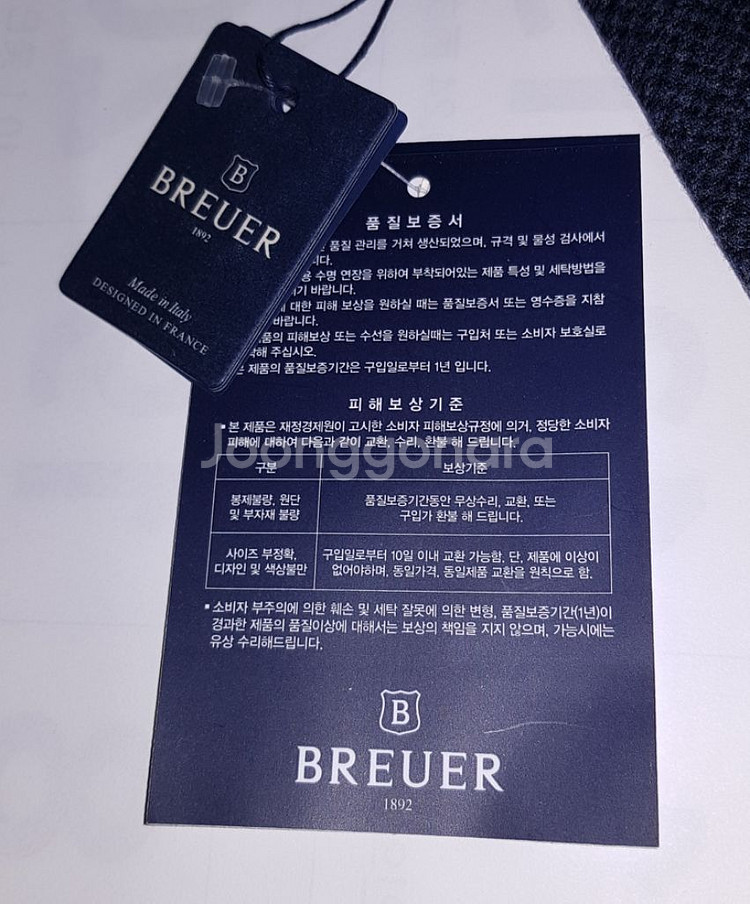 B
BREUER
1892
Made in Italy
DESIGNED IN FRANCE
품질보증서
품질 관리를 거쳐 생산되었으며, 규격 및 물성 검사에서
니다.
수명 연장을 위하여 부착되어있는 제품 특성 및 세탁방법을
기 바랍니다.
대한 피해 보상을 원하실 때는 품질보증서 또는 영수증을 지참
바랍니다.
품의 피해보상 또는 수선을 원하실때는 구입처 또는 소비자 보호실로
해 주십시오.
제품의 품질보증기간은 구입일로부터 1년 입니다.
피해보상기준
▪본 제품은 재정경제원이 고시한 소비자 피해보상규정에 의거, 정당한 소비자
피해에 대하여 다음과 같이 교환, 수리, 환불 해 드립니다.
Joonggonara
구분 보상기준
봉제불량, 원단 품질보증기간동안 무상수리, 교환, 또는
및 부자재 불량 구입가 환불 해 드립니다.
사이즈 부정확, 구입일로부터 10일 이내 교환 가능함. 단, 제품에 이상이
디자인 및 색상불만 없어야하며, 동일가격, 동일제품 교환을 원칙으로 함.
▪소비자 부주의에 의한 훼손 및 세탁 잘못에 의한 변형, 품질보증기간(1년)이
경과한 제품의 품질이상에 대해서는 보상의 책임을 지지 않으며, 가능시에는
유상 수리해드립니다.
B
BREUER
1892